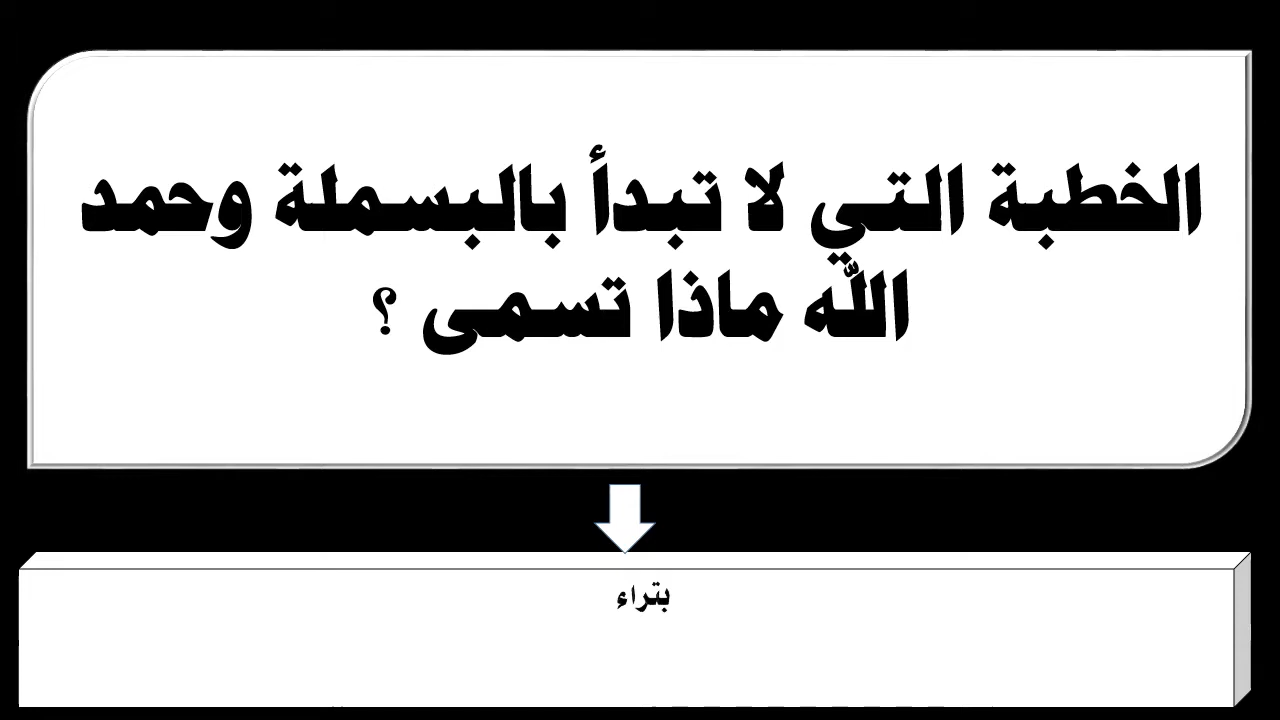 الخطبة التي لا تبدأ بالبسملة وحمد
الله ماذا تسمى ؟
بتراء